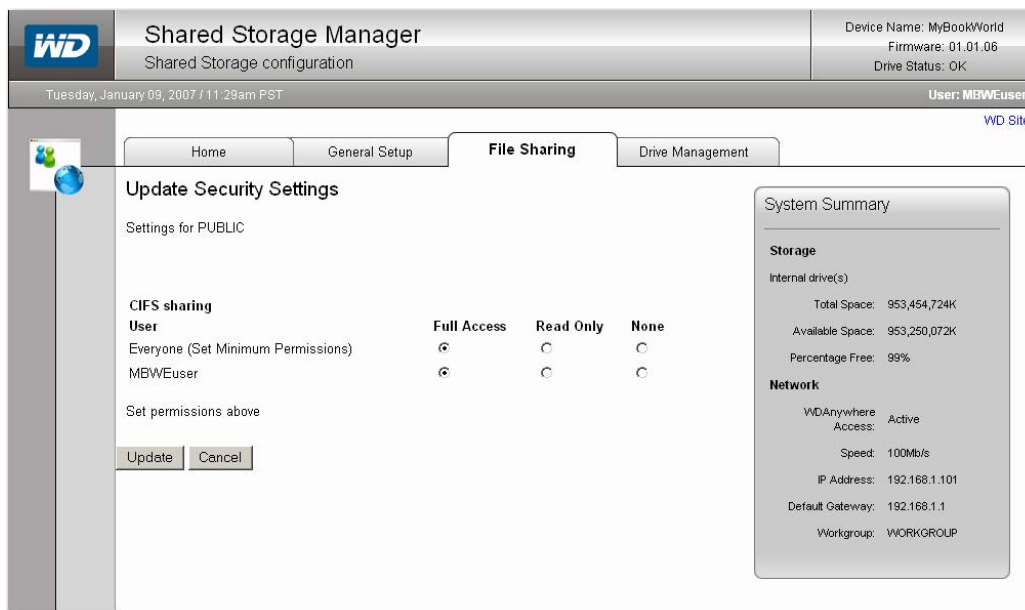 WD
Shared Storage Manager
Shared Storage configuration
Device Name: MyBookWorld
Firmware: 01.01.06
Drive Status: OK
Tuesday, January 09, 2007 / 11:29am PST
User: MBWEuser
WD Site
Home
General Setup
File Sharing
Drive Management
Update Security Settings
Settings for PUBLIC
CIFS sharing
User Full Access Read Only None
Everyone (Set Minimum Permissions)
MBWEuser
Set permissions above
Update Cancel
System Summary
Storage
Internal drive(s)
Total Space: 953,454,724K
Available Space: 953,250,072K
Percentage Free: 99%
Network
WDAnywhere Access: Active
Speed: 100Mb/s
IP Address: 192.168.1.101
Default Gateway: 192.168.1.1
Workgroup: WORKGROUP